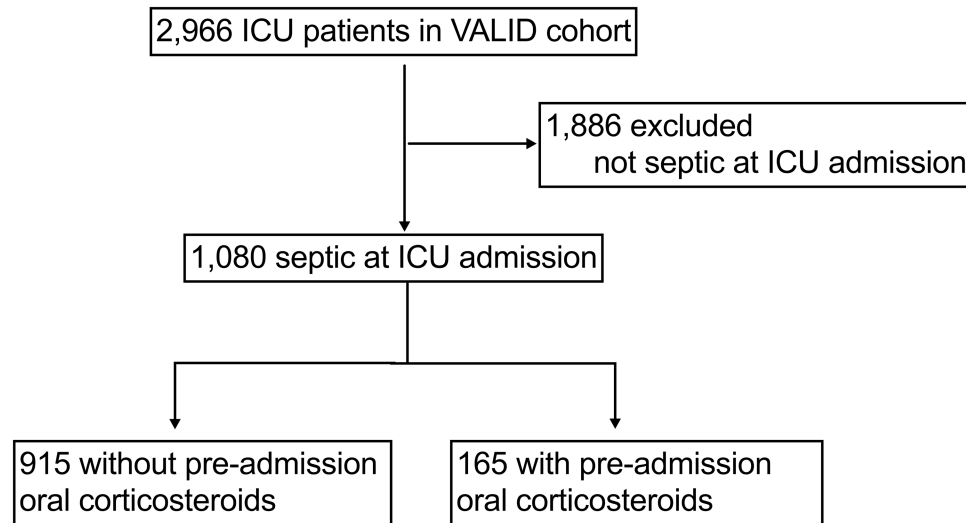 2,966 ICU patients in VALID cohort
1,886 excluded
not septic at ICU admission
1,080 septic at ICU admission
915 without pre-admission
oral corticosteroids
165 with pre-admission
oral corticosteroids